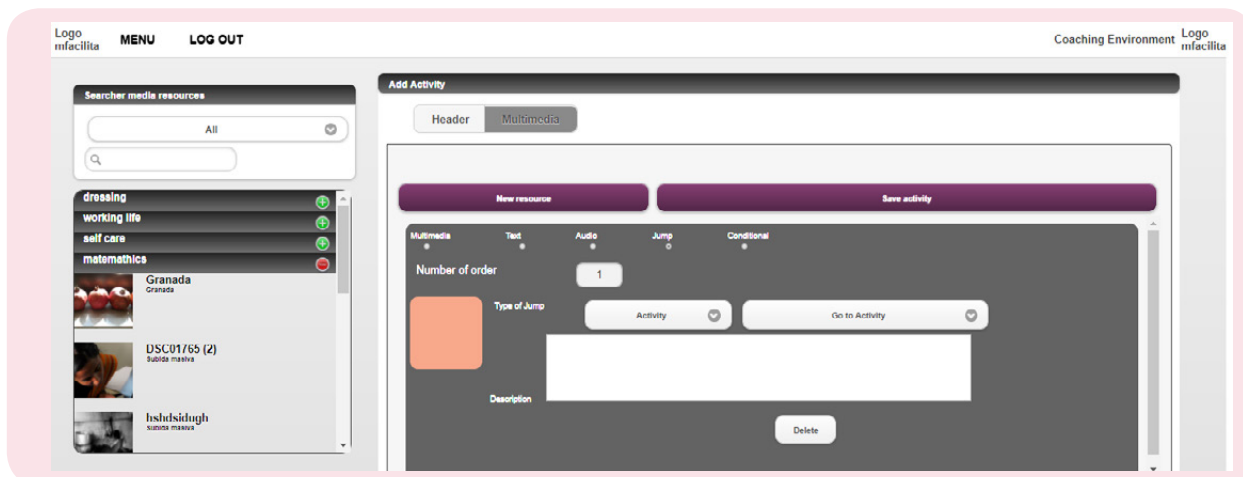 Logo mfacilita MENU LOG OUT Coaching Environment Logo mfacilita
Searcher media resources
All
dressing
working life
self care
matemathics
Granada
Granada
DSC01765 (2)
Subida masiva
hshdsidugh
Subida masiva
Add Activity
Header Multimedia
New resource Save activity
Multimedia Text Audio Jump Conditional
Number of order 1
Type of Jump Activity Go to Activity
Description
Delete